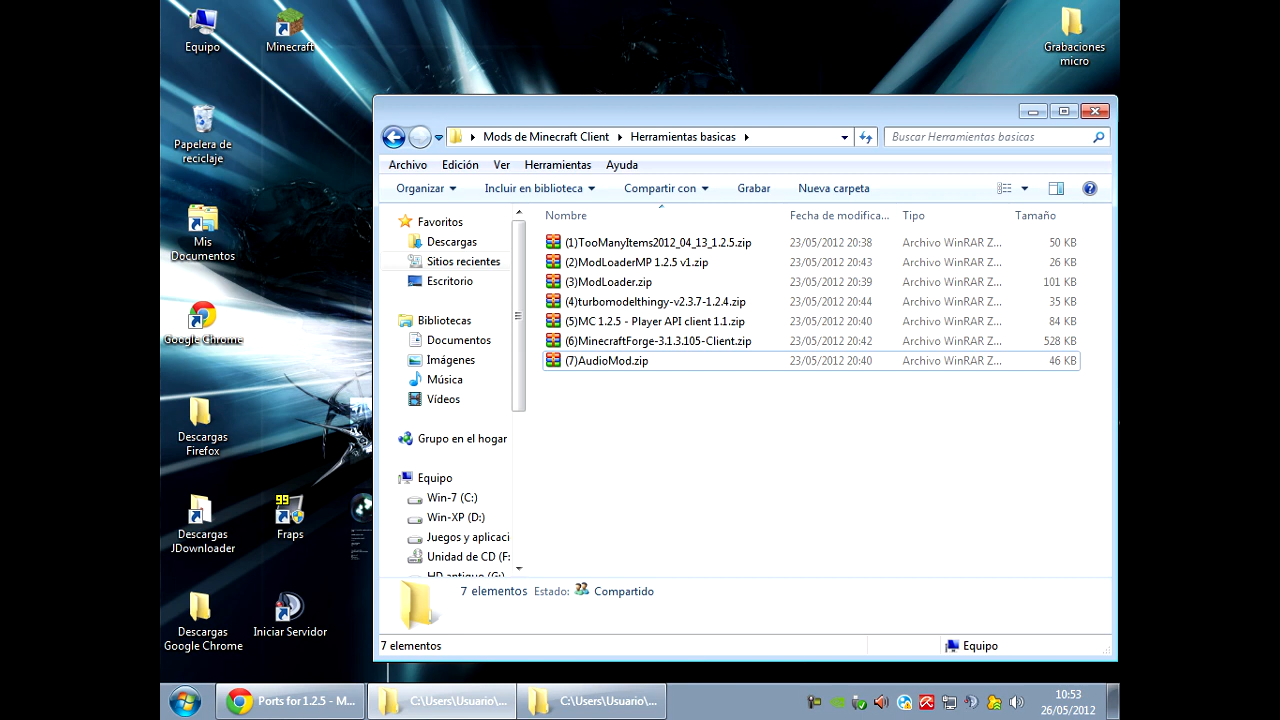 Equipo
Minecraft
Grabaciones
micro
Papelera de
reciclaje
Mis
Documentos
Google Chrome
Descargas
Firefox
Descargas
JDownloader
99
Fraps
Descargas
Google Chrome
Iniciar Servidor
Mods de Minecraft Client Herramientas basicas
Buscar Herramientas basicas
Archivo Edición Ver Herramientas Ayuda
Organizar Incluir en biblioteca Compartir con Grabar Nueva carpeta
Favoritos
Descargas
Sitios recientes
Escritorio
Bibliotecas
Documentos
Imágenes
Música
Vídeos
Grupo en el hogar
Equipo
Win-7 (C:)
Win-XP (D:)
Juegos y aplicaci
Unidad de CD (F:
HD antiguo (G:)
Nombre Fecha de modifica... Tipo Tamaño
(1)TooManyItems2012_04_13_1.2.5.zip 23/05/2012 20:38 Archivo WinRAR Z... 50 KB
(2)ModLoaderMP 1.2.5 v1.zip 23/05/2012 20:43 Archivo WinRAR Z... 26 KB
(3)ModLoader.zip 23/05/2012 20:39 Archivo WinRAR Z... 101 KB
(4)turbomodelthingy-v2.3.7-1.2.4.zip 23/05/2012 20:44 Archivo WinRAR Z... 35 KB
(5)MC 1.2.5 - Player API client 1.1.zip 23/05/2012 20:40 Archivo WinRAR Z... 84 KB
(6)MinecraftForge-3.1.3.105-Client.zip 23/05/2012 20:42 Archivo WinRAR Z... 528 KB
(7)AudioMod.zip 23/05/2012 20:40 Archivo WinRAR Z... 46 KB
7 elementos Estado: Compartido
7 elementos Equipo
Ports for 1.2.5 - M...
C:\Users\Usuario\...
C:\Users\Usuario\...
10:53
26/05/2012